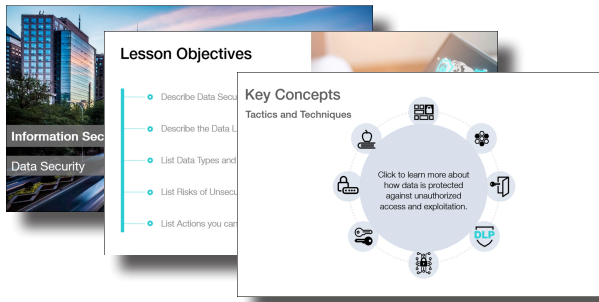 Information Sec
Data Security
Lesson Objectives
Describe Data Secu
Describe the Data L
List Data Types and
List Risks of Unsecu
List Actions you can
Key Concepts
Tactics and Techniques
Click to learn more about
how data is protected
against unauthorized
access and exploitation.
DLP